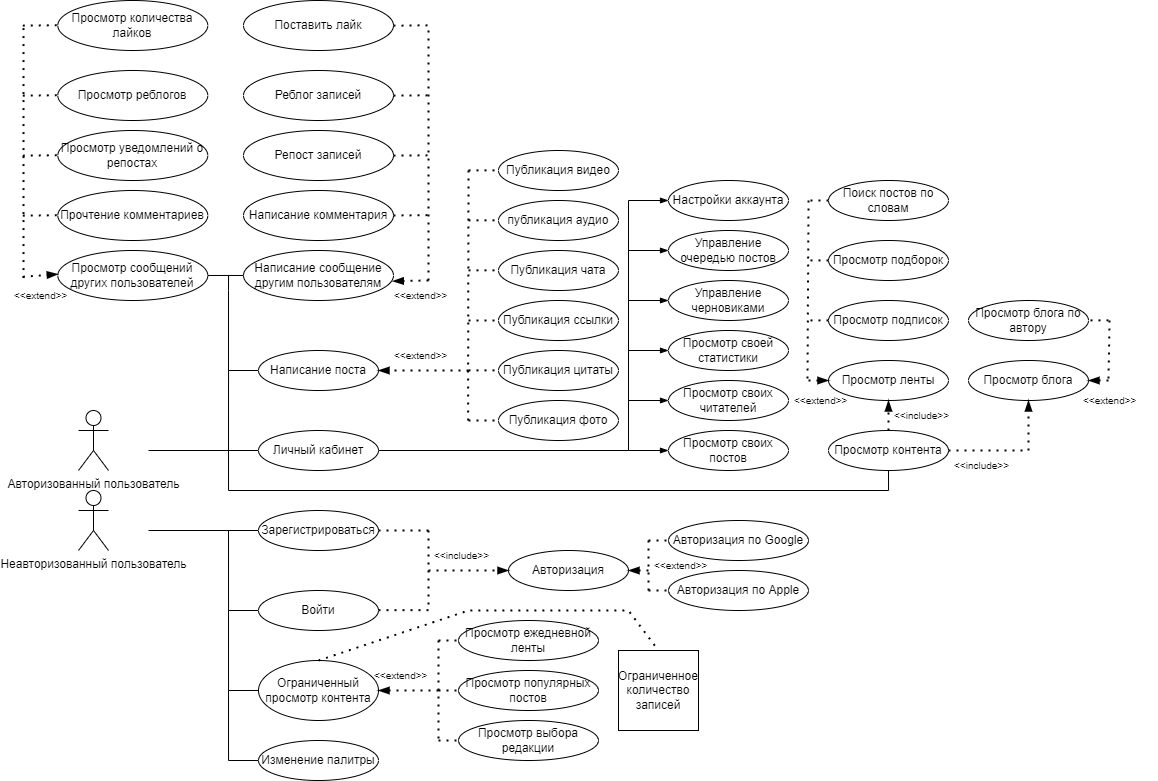 Просмотр количества
лайков
Поставить лайк
Просмотр реблогов
Реблог записей
Просмотр уведомлений о
репостах
Репост записей
Прочтение комментариев
Написание комментария
Просмотр сообщений
других пользователей
Написание сообщение
другим пользователям
<<extend>>
<<extend>>
Публикация видео
публикация аудио
Публикация чата
Публикация ссылки
Публикация цитаты
Публикация фото
Написание поста
<<extend>>
Настройки аккаунта
Управление
очередью постов
Управление
черновиками
Просмотр своей
статистики
Просмотр своих
читателей
Просмотр своих
постов
Поиск постов по
словам
Просмотр подборок
Просмотр подписок
Просмотр ленты
<<extend>>
Просмотр блога по
автору
Просмотр блога
<<extend>>
<<include>>
Просмотр контента
<<include>>
Личный кабинет
Авторизованный пользователь
Неавторизованный пользователь
Зарегистрироваться
<<include>>
Авторизация
Авторизация по Google
<<extend>>
Авторизация по Apple
Войти
Ограниченный
просмотр контента
<<extend>>
Просмотр ежедневной
ленты
Просмотр популярных
постов
Просмотр выбора
редакции
Ограниченное
количество
записей
Изменение палитры